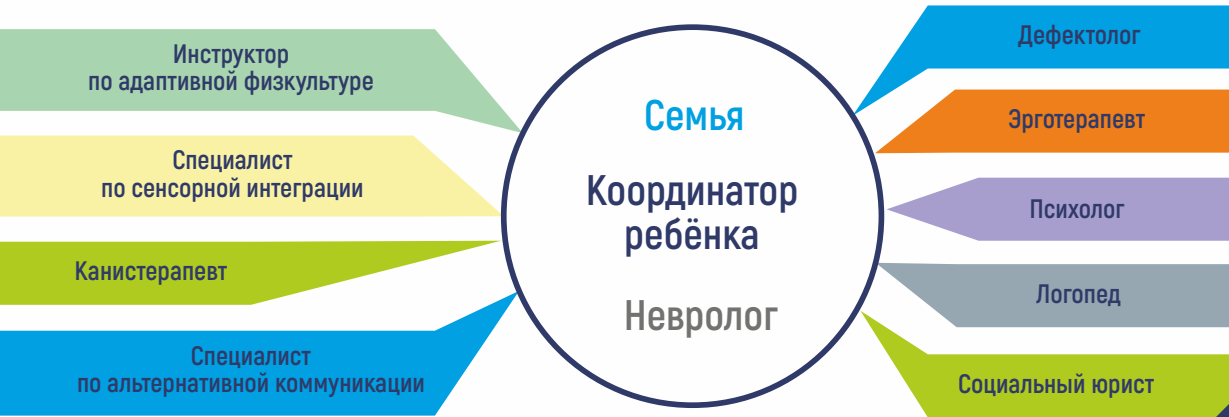 Инструктор
по адаптивной физкультуре
Специалист
по сенсорной интеграции
Канистерапевт
Специалист
по альтернативной коммуникации
Семья
Координатор
ребёнка
Невролог
Дефектолог
Эрготерапевт
Психолог
Логопед
Социальный юрист